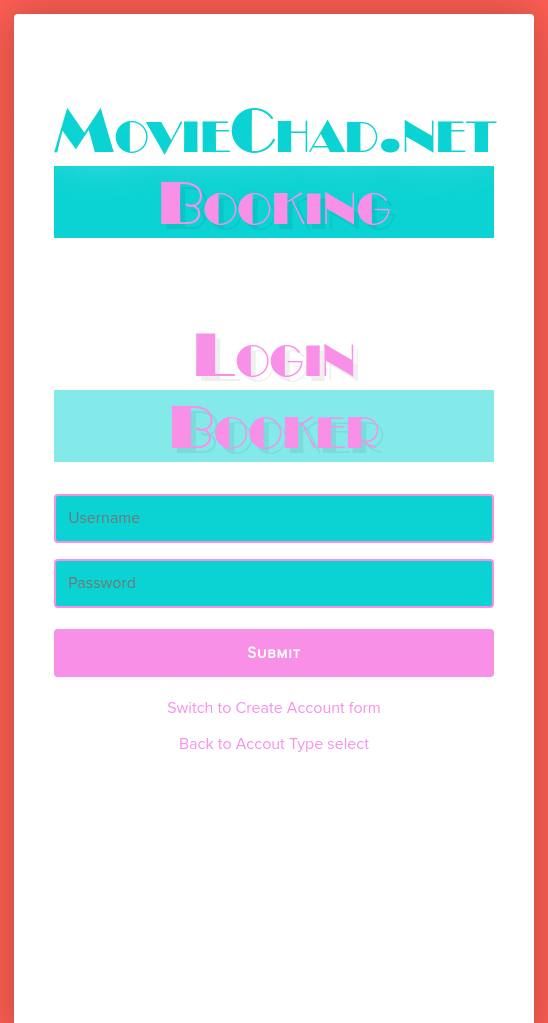 MovieChad.net
Booking
Login
Booker
Username
Password
Submit
Switch to Create Account form
Back to Accout Type select